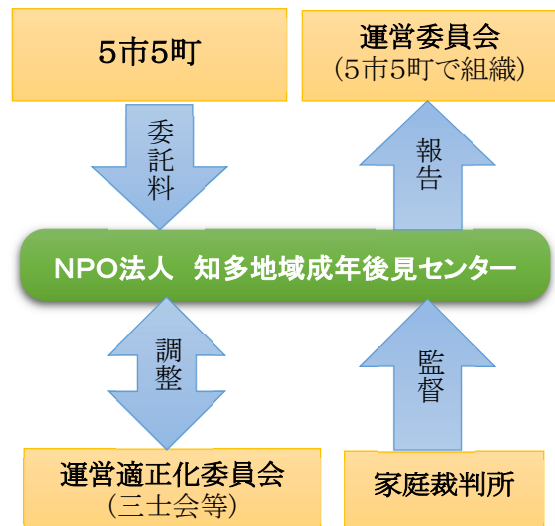 5市5町
運営委員会
(5市5町で組織)
委託料
報告
NPO法人　知多地域成年後見センター
調整
監督
運営適正化委員会
(三士会等)
家庭裁判所